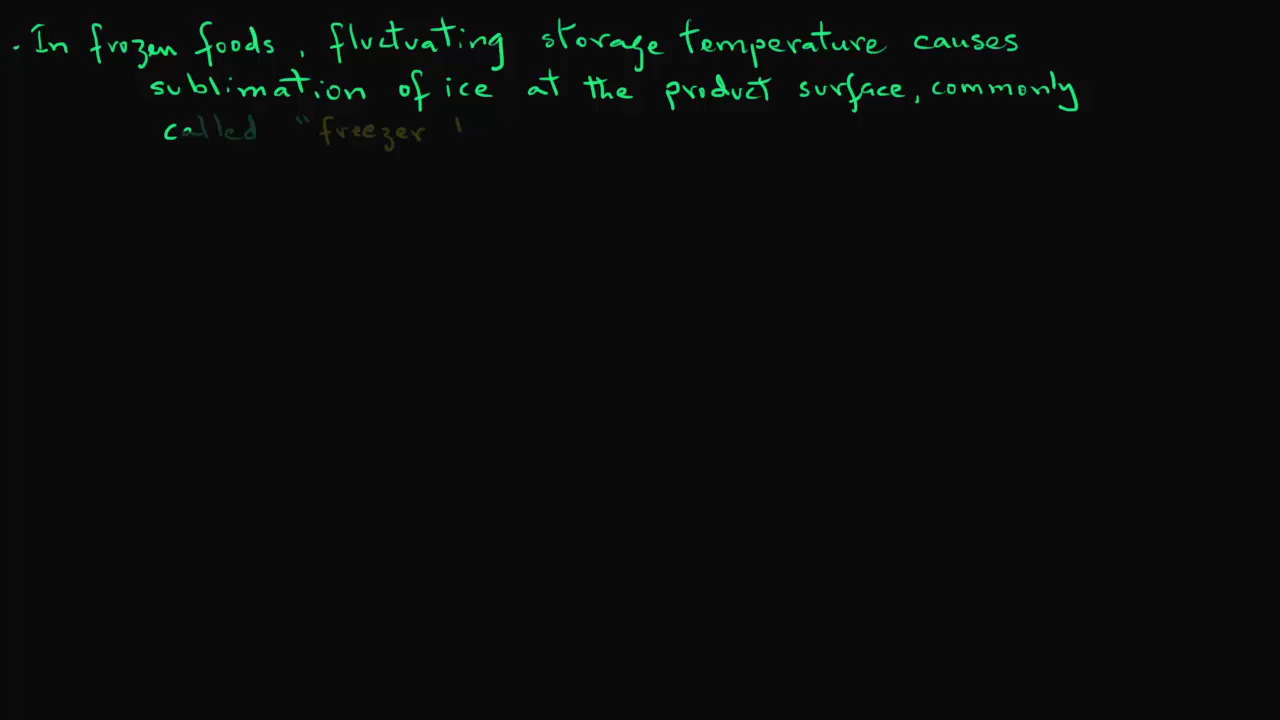 . In frozen foods, fluctuating storage temperature causes
sublimation of ice at the product surface, commonly
called "freezer